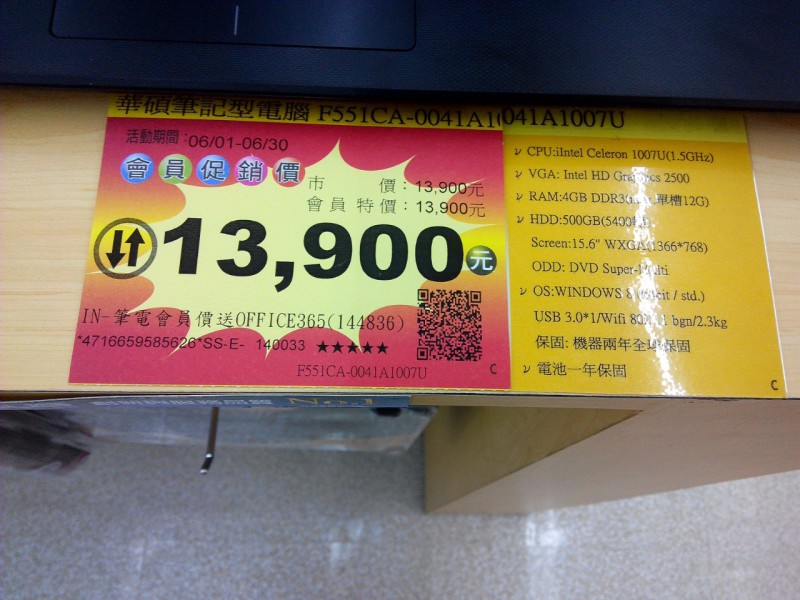 華碩筆記型電腦 F551CA-0041A1
活動期間:06/01-06/30
會員促銷價
市 價:13,900元
會員特價:13,900元
13,900元
IN-筆電會員價送OFFICE365(144836)
*4716659585626*SS-E- 140033 ★★★★★
F551CA-0041A1007U
C
041A1007U
ν CPU:iIntel Celeron 1007U(1.5GHz)
ν VGA: Intel HD Graphics 2500
ν RAM:4GB 單槽12G)
ν HDD:500GB(5400
Screen:15.6" WXGA(1366*768)
ODD: DVD Super-Multi
ν OS:WINDOWS / std.)
USB 3.0*1/Wifi bgn/2.3kg
保固: 機器兩年全球保固
ν 電池一年保固
C
No.1